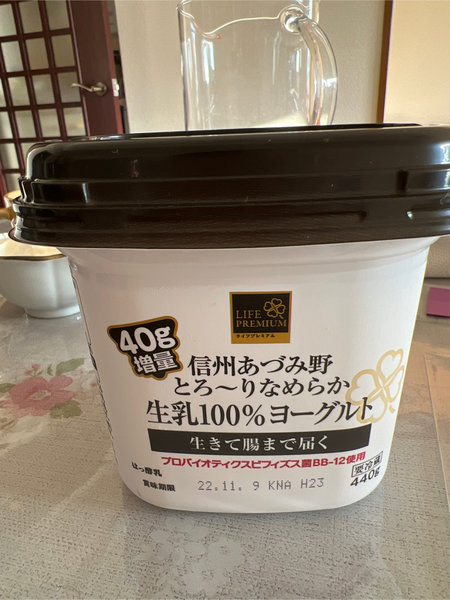 LIFE
PREMIUM
ライフプレミアム
40g
増量
信州あづみ野
とろ〜りなめらか
生乳100%ヨーグルト
生きて腸まで届く
プロバイオティクスビフィズス菌BB-12使用
はっ酵乳
要冷蔵
440g
賞味期限
22.11. 9 KNA H23